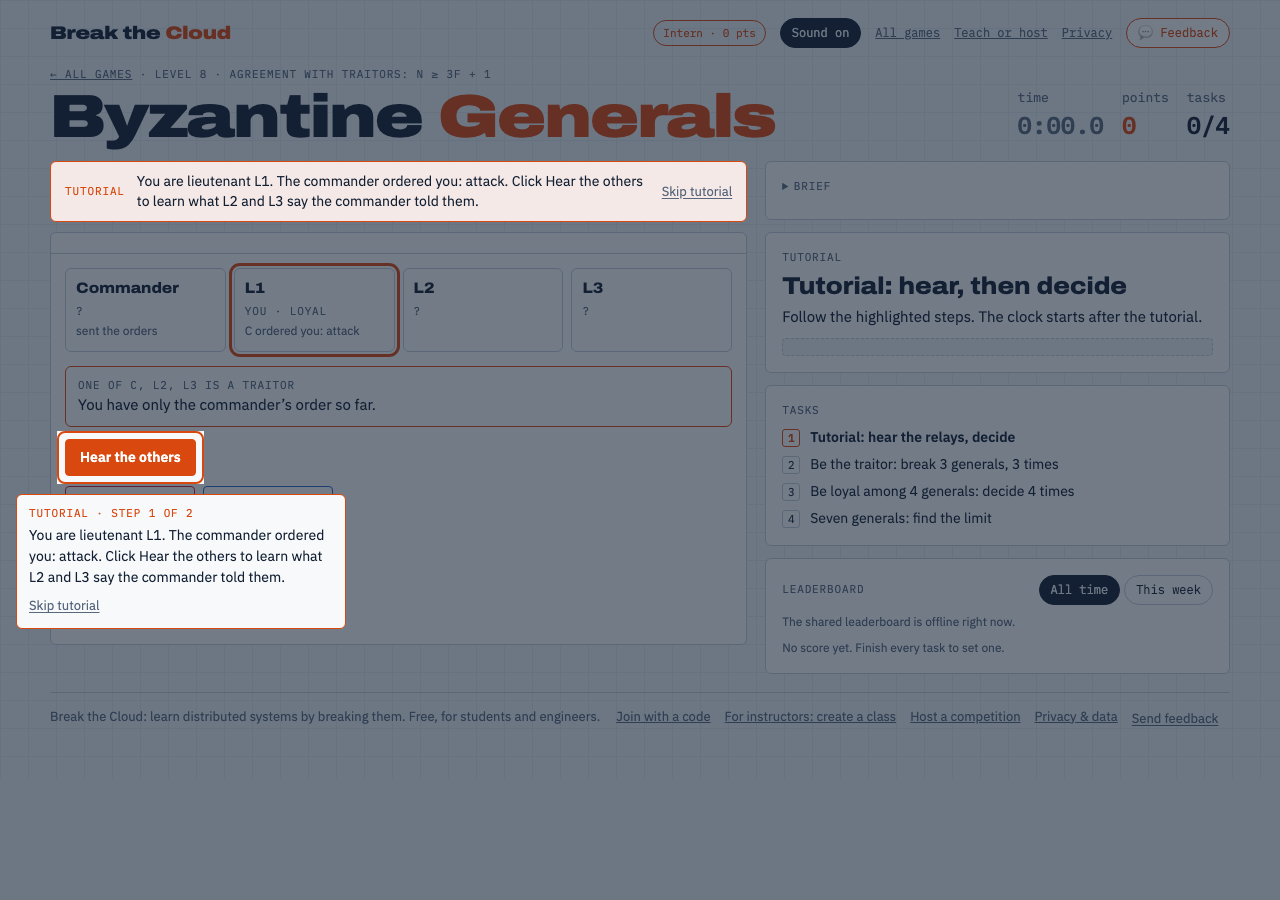 Break the Cloud
Intern · 0 pts
Sound on
All games
Teach or host
Privacy
💬 Feedback
← ALL GAMES · LEVEL 8 · AGREEMENT WITH TRAITORS: N ≥ 3F + 1
Byzantine Generals
time
0:00.0
points
0
tasks
0/4
TUTORIAL
You are lieutenant L1. The commander ordered you: attack. Click Hear the others
to learn what L2 and L3 say the commander told them.
Skip tutorial
Commander
?
sent the orders
L1
YOU · LOYAL
C ordered you: attack
L2
?
L3
?
ONE OF C, L2, L3 IS A TRAITOR
You have only the commander’s order so far.
Hear the others
TUTORIAL · STEP 1 OF 2
You are lieutenant L1. The commander ordered
you: attack. Click Hear the others to learn what
L2 and L3 say the commander told them.
Skip tutorial
▶ BRIEF
TUTORIAL
Tutorial: hear, then decide
Follow the highlighted steps. The clock starts after the tutorial.
TASKS
1 Tutorial: hear the relays, decide
2 Be the traitor: break 3 generals, 3 times
3 Be loyal among 4 generals: decide 4 times
4 Seven generals: find the limit
LEADERBOARD
All time
This week
The shared leaderboard is offline right now.
No score yet. Finish every task to set one.
Break the Cloud: learn distributed systems by breaking them. Free, for students and engineers.
Join with a code
For instructors: create a class
Host a competition
Privacy & data
Send feedback